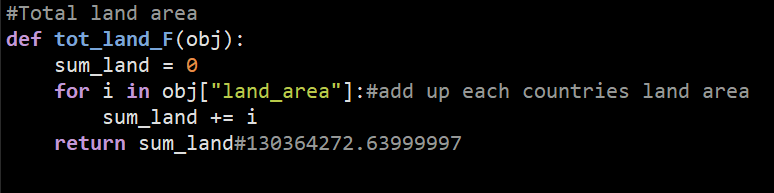 #Total land area
def tot_land_F(obj):
    sum_land = 0
    for i in obj["land_area"]:#add up each countries land area
        sum_land += i
    return sum_land#130364272.63999997